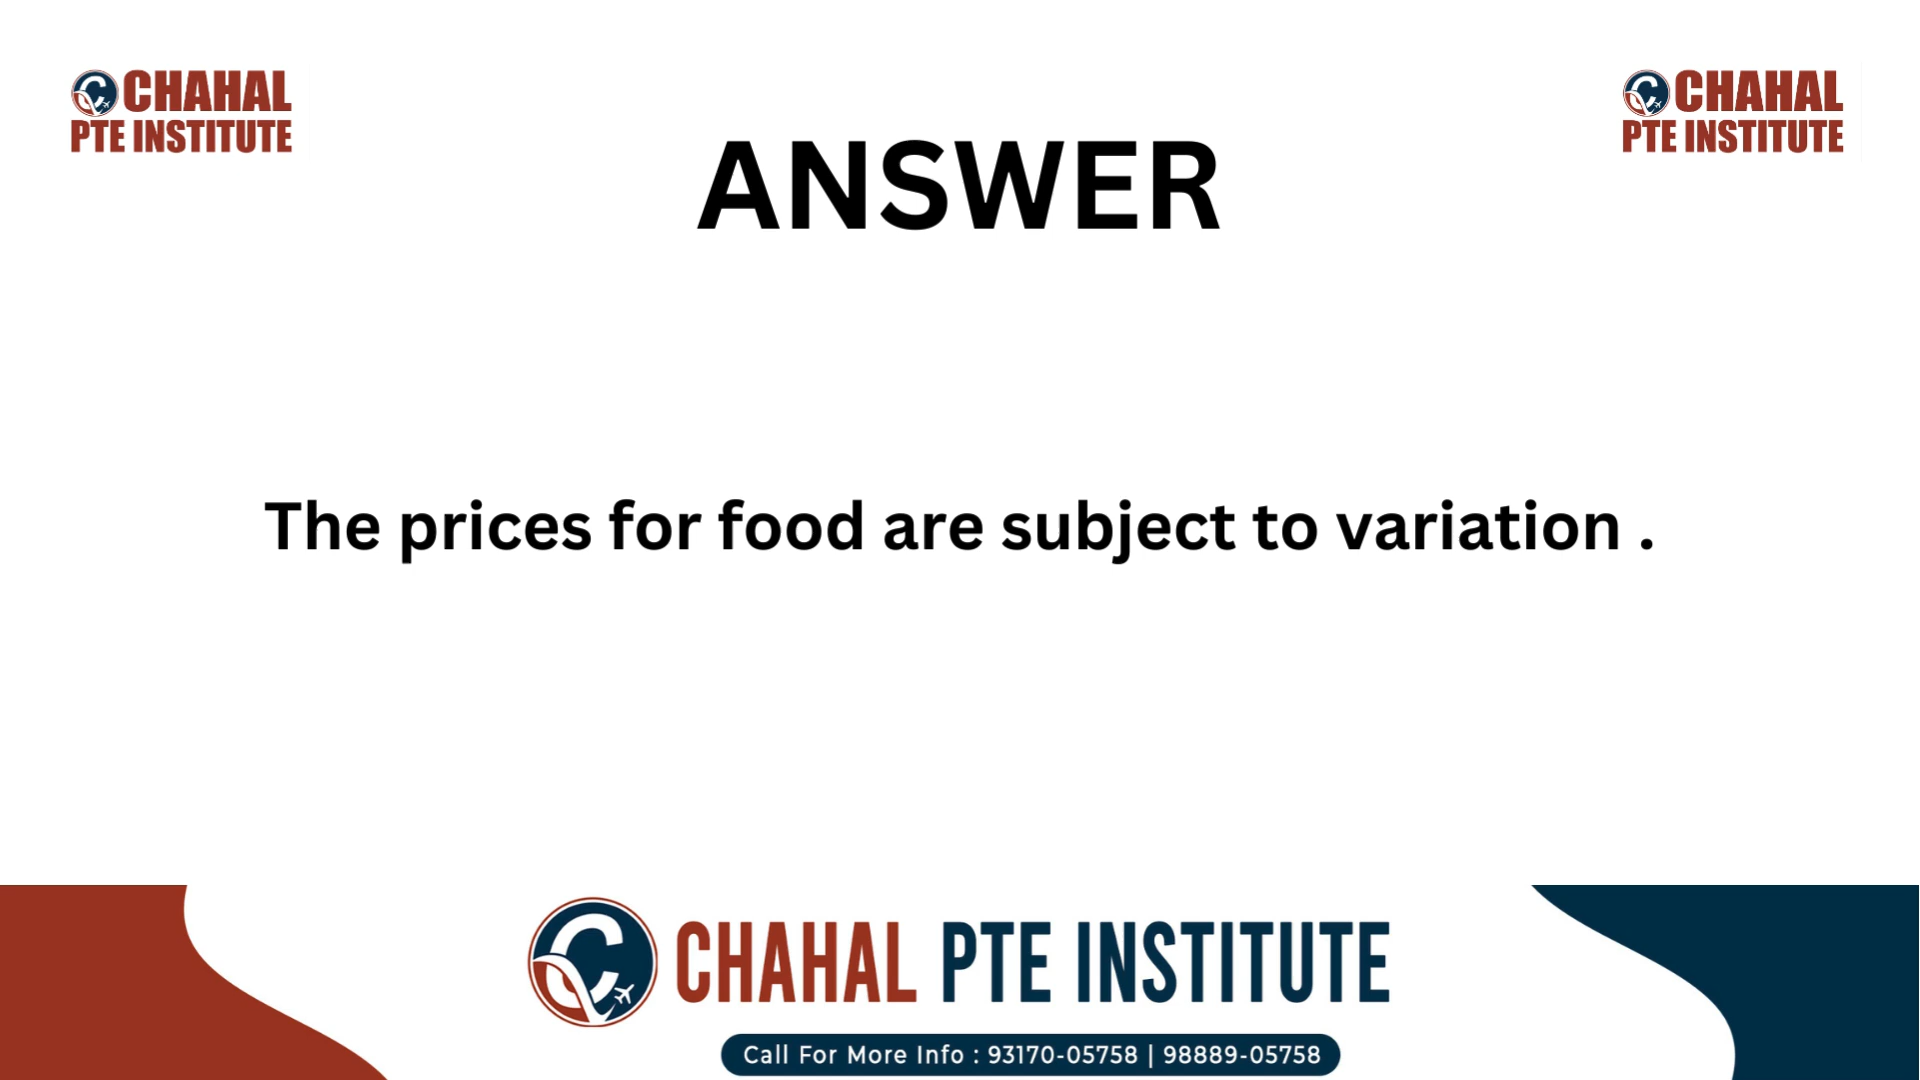 CHAHAL
PTE INSTITUTE
CHAHAL
PTE INSTITUTE
ANSWER
The prices for food are subject to variation .
CHAHAL PTE INSTITUTE
Call For More Info : 93170-05758 | 98889-05758